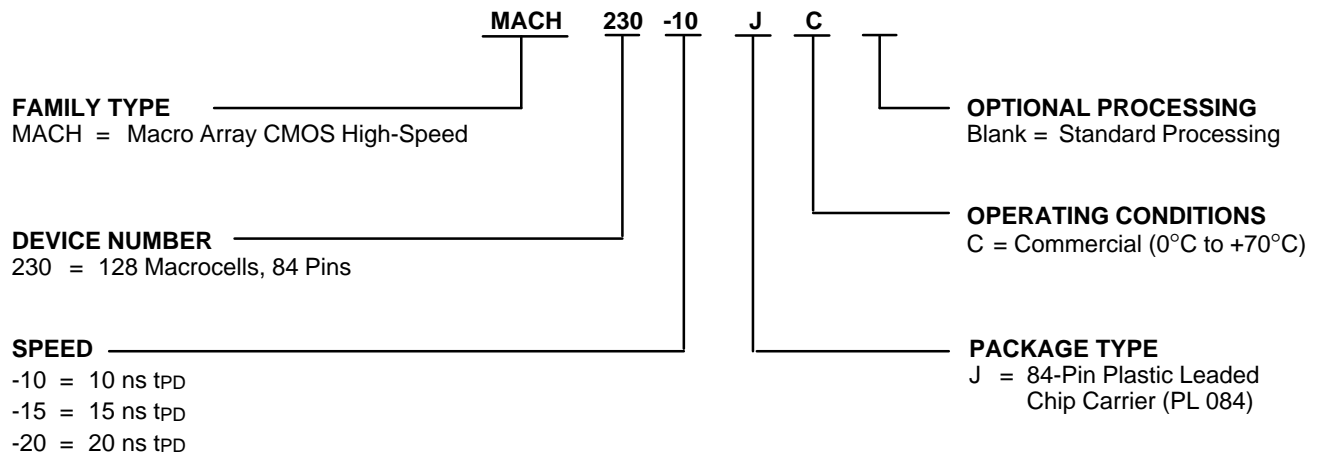 MACH 230 -10 J C
FAMILY TYPE
MACH = Macro Array CMOS High-Speed
DEVICE NUMBER
230 = 128 Macrocells, 84 Pins
SPEED
-10 = 10 ns tPD
-15 = 15 ns tPD
-20 = 20 ns tPD
OPTIONAL PROCESSING
Blank = Standard Processing
OPERATING CONDITIONS
C = Commercial (0°C to +70°C)
PACKAGE TYPE
J = 84-Pin Plastic Leaded
Chip Carrier (PL 084)